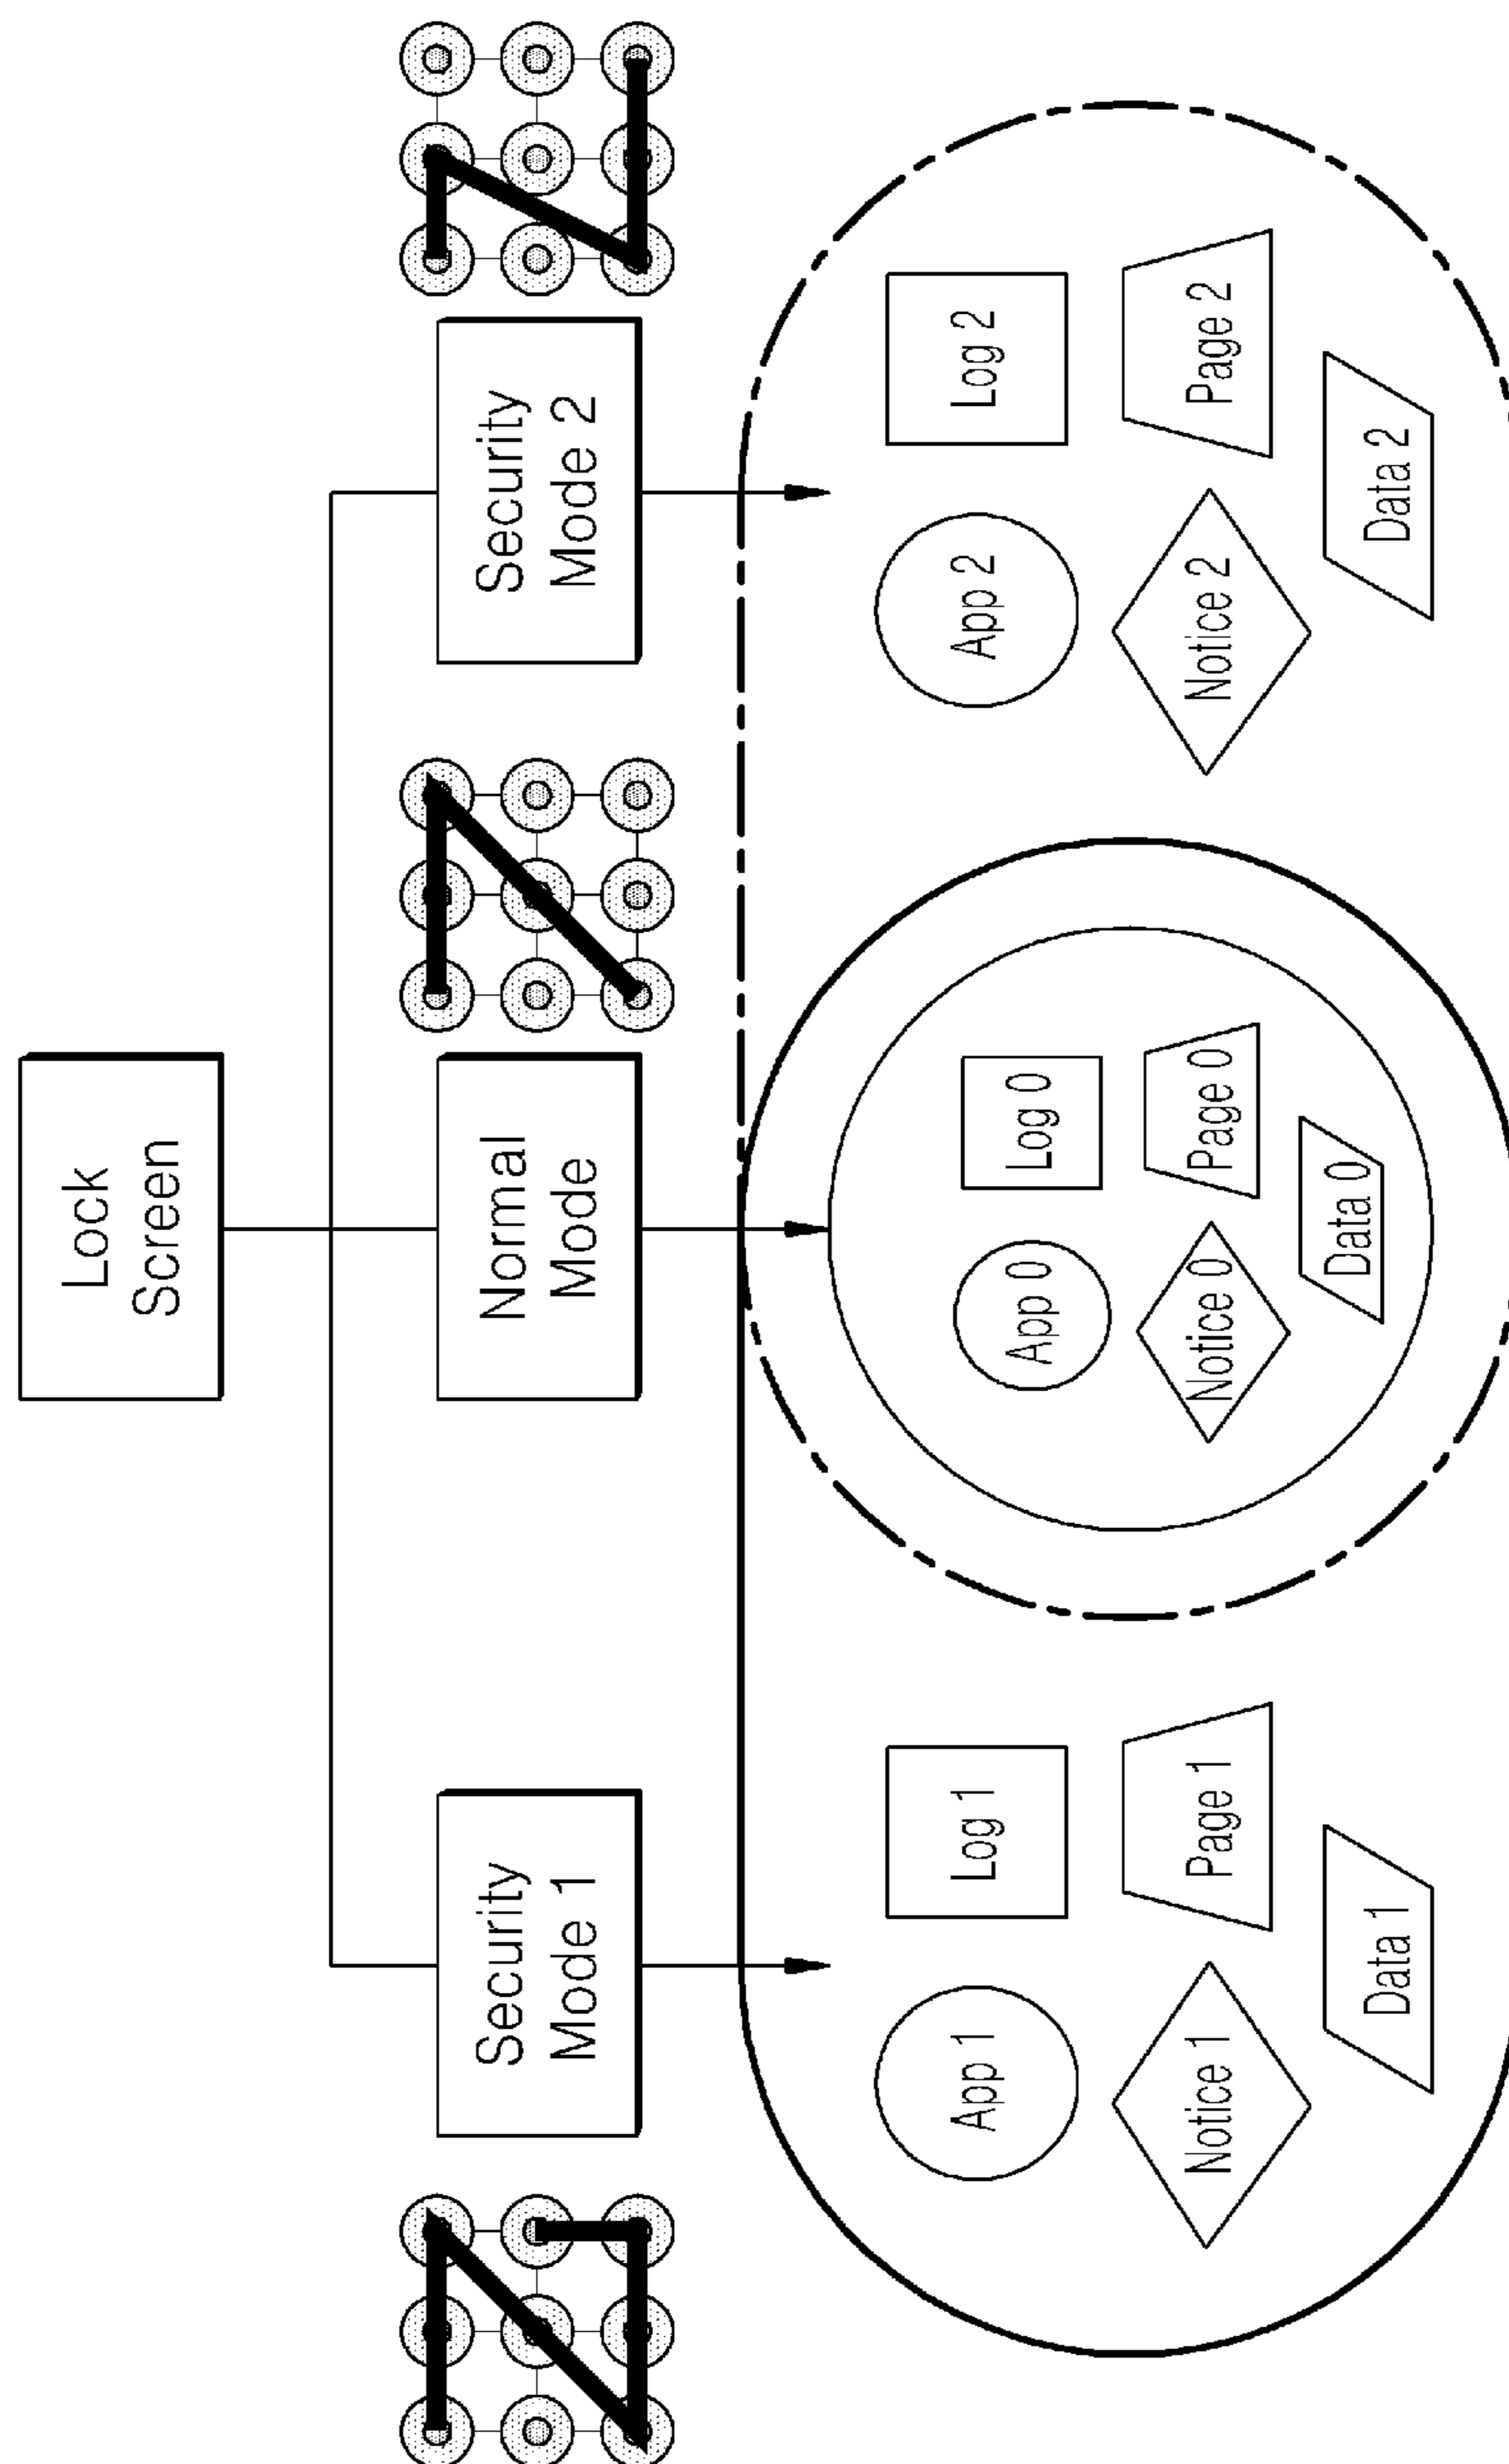 Lock
Screen
Security
Mode 1
Normal
Mode
Security
Mode 2
App 1
Log 1
Notice 1
Page 1
Data 1
App 0
Log 0
Notice 0
Page 0
Data 0
App 2
Log 2
Notice 2
Page 2
Data 2